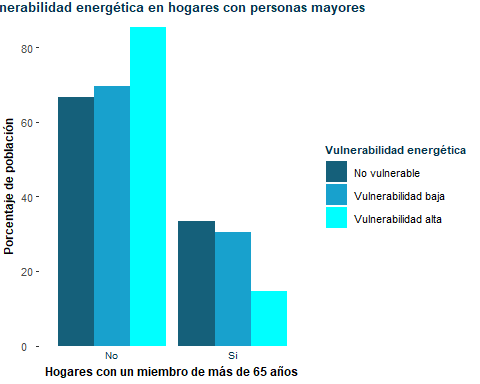 nerabilidad energética en hogares con personas mayores
80
60
40
20
0
Porcentaje de población
No
Si
Hogares con un miembro de más de 65 años
Vulnerabilidad energética
No vulnerable
Vulnerabilidad baja
Vulnerabilidad alta